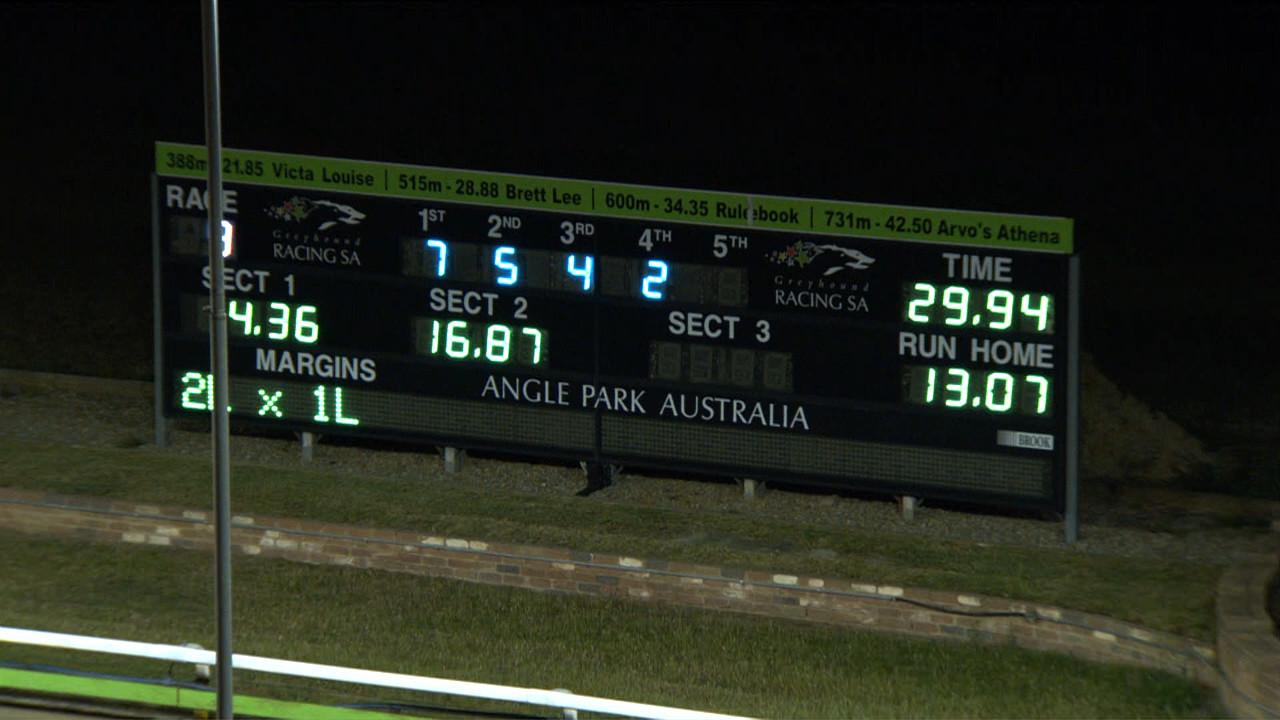 388m - 21.85 Victa Louise | 515m - 28.88 Brett Lee | 600m - 34.35 Rulebook | 731m - 42.50 Arvo's Athena
RACE
Greyhound
RACING SA
1ST 2ND 3RD 4TH 5TH
7 5 4 2
Greyhound
RACING SA
TIME
29.94
SECT 1
4.36
SECT 2
16.87
SECT 3
RUN HOME
13.07
MARGINS
2L x 1L
ANGLE PARK AUSTRALIA
BROOK